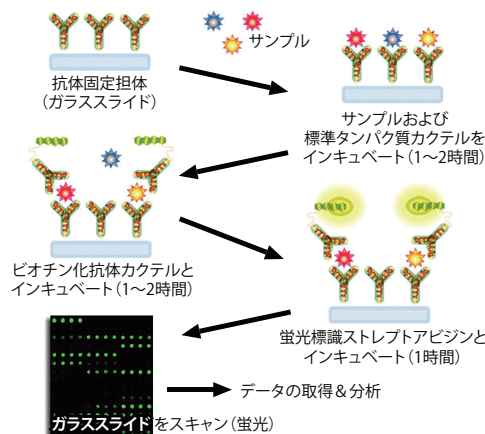 サンプル
抗体固定担体
(ガラススライド)
サンプルおよび
標準タンパク質カクテルを
インキュベート(1〜2時間)
ビオチン化抗体カクテルと
インキュベート(1〜2時間)
蛍光標識ストレプトアビジンと
インキュベート(1時間)
データの取得&分析
ガラススライドをスキャン(蛍光)